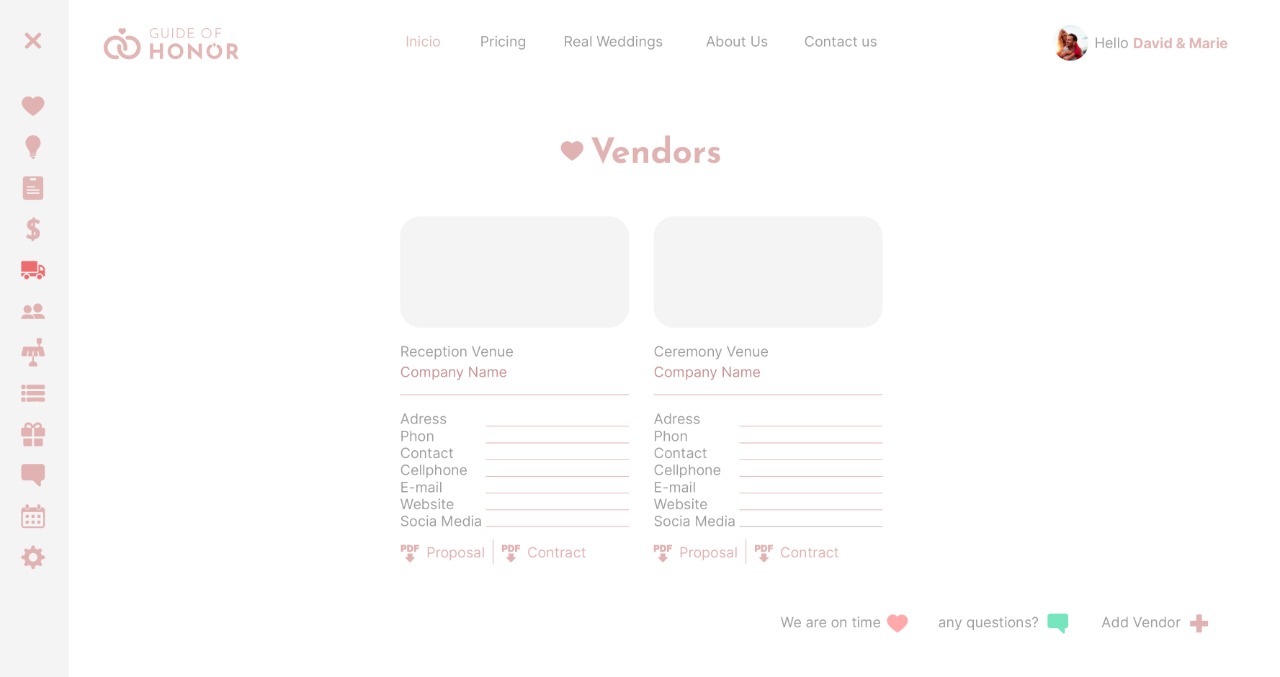 GUIDE OF
HONOR
Inicio
Pricing
Real Weddings
About Us
Contact us
Hello David & Marie
Vendors
Reception Venue
Company Name
Adress
Phon
Contact
Cellphone
E-mail
Website
Socia Media
PDF Proposal
PDF Contract
Ceremony Venue
Company Name
Adress
Phon
Contact
Cellphone
E-mail
Website
Socia Media
PDF Proposal
PDF Contract
We are on time
any questions?
Add Vendor